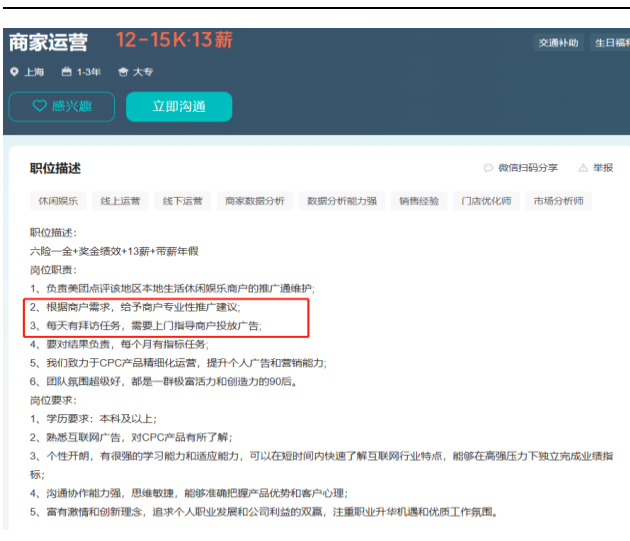 商家运营 12-15K·13薪
交通补助 生日福利
上海 1-3年 大专
感兴趣 立即沟通
职位描述 微信扫码分享 举报
休闲娱乐 线上运营 线下运营 商家数据分析 数据分析能力强 销售经验 门店优化师 市场分析师
职位描述:
六险一金+奖金绩效+13薪+带薪年假
岗位职责:
1、负责美团点评该地区本地生活休闲娱乐商户的推广通维护;
2、根据商户需求，给予商户专业性推广建议;
3、每天有拜访任务，需要上门指导商户投放广告;
4、要对结果负责，每个月有指标任务;
5、我们致力于CPC产品精细化运营，提升个人广告和营销能力;
6、团队氛围超级好，都是一群极富活力和创造力的90后。
岗位要求:
1、学历要求: 本科及以上;
2、熟悉互联网广告，对CPC产品有所了解;
3、个性开朗，有很强的学习能力和适应能力，可以在短时间内快速了解互联网行业特点，能够在高强压力下独立完成业绩指
标;
4、沟通协作能力强，思维敏捷，能够准确把握产品优势和客户心理;
5、富有激情和创新理念，追求个人职业发展和公司利益的双赢，注重职业升华机遇和优质工作氛围。